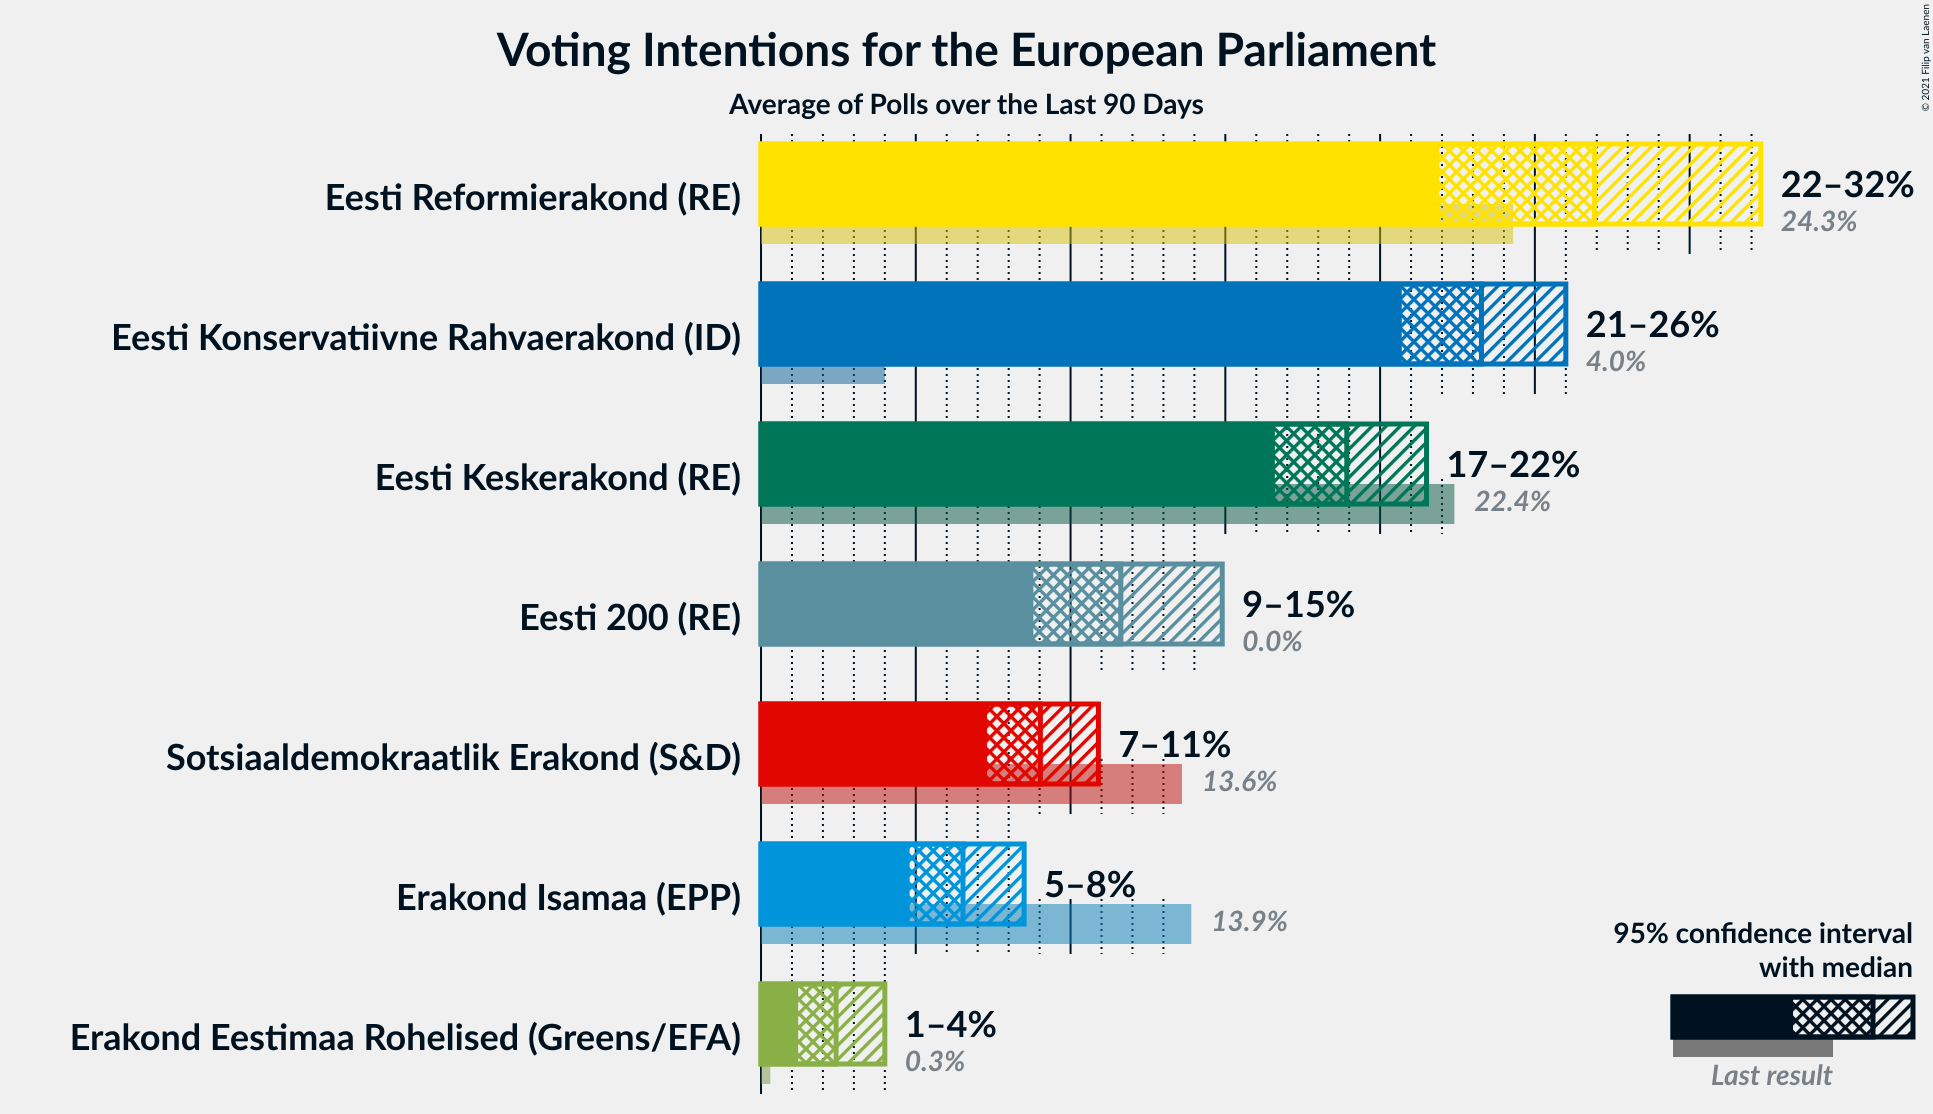 © 2021 Filip van Laenen
Voting Intentions for the European Parliament
Average of Polls over the Last 90 Days
Eesti Reformierakond (RE)
22–32%
24.3%
Eesti Konservatiivne Rahvaerakond (ID)
21–26%
4.0%
Eesti Keskerakond (RE)
17–22%
22.4%
Eesti 200 (RE)
9–15%
0.0%
Sotsiaaldemokraatlik Erakond (S&D)
7–11%
13.6%
Erakond Isamaa (EPP)
5–8%
13.9%
Erakond Eestimaa Rohelised (Greens/EFA)
1–4%
0.3%
95% confidence interval
with median
Last result